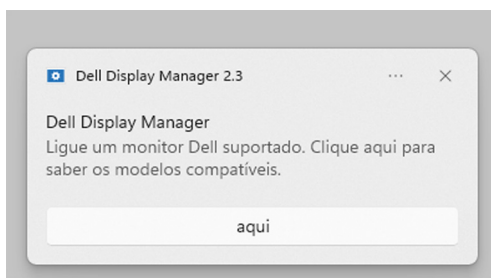 Dell Display Manager 2.3
Dell Display Manager
Ligue um monitor Dell suportado. Clique aqui para
saber os modelos compatíveis.
aqui